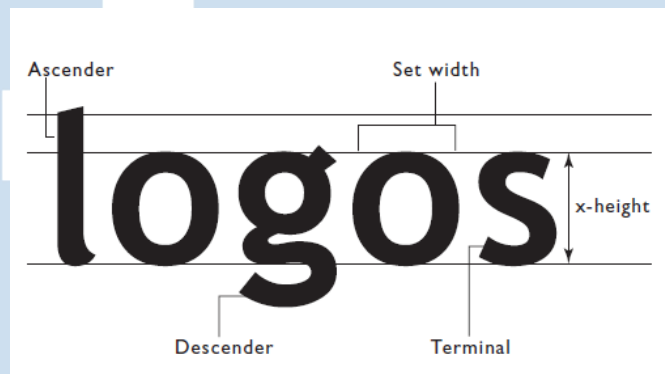 Ascender
Set width
logos
x-height
Descender
Terminal